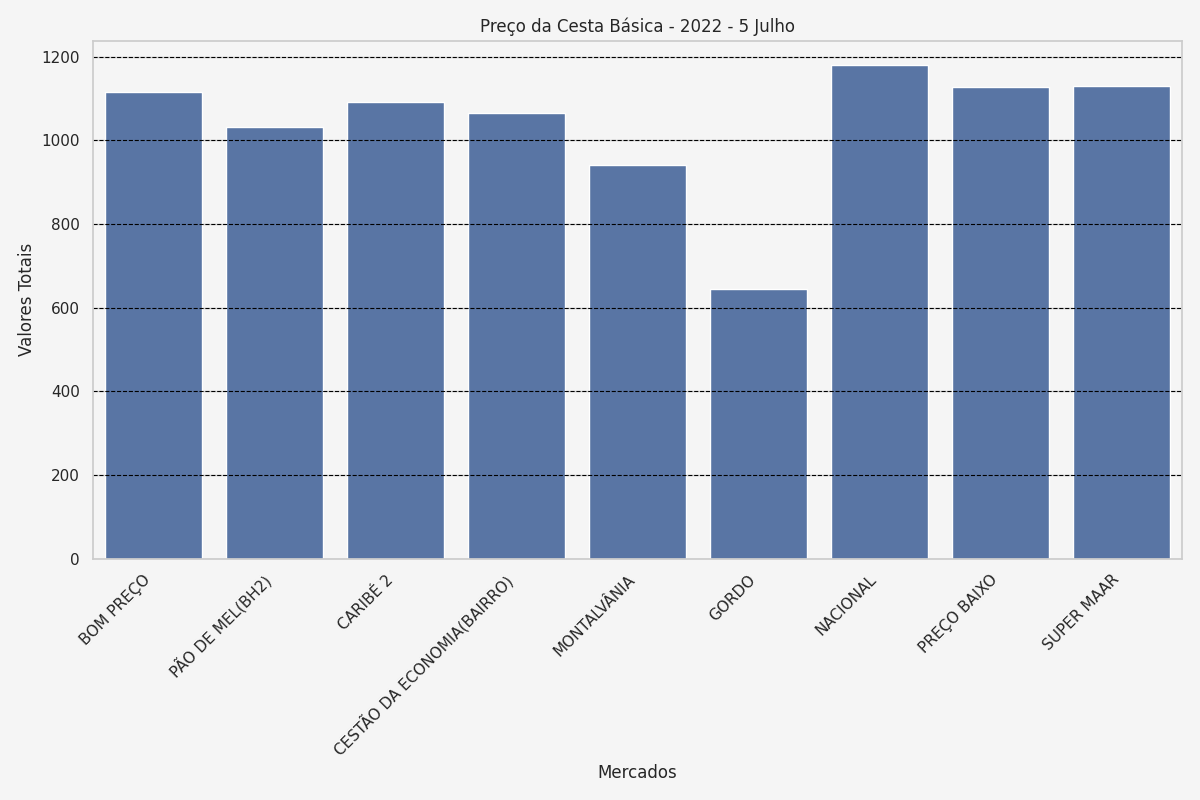 Preço da Cesta Básica - 2022 - 5 Julho
Valores Totais
1200
1000
800
600
400
200
0
BOM PREÇO
PÃO DE MEL(BH2)
CARIBÉ 2
CESTÃO DA ECONOMIA(BAIRRO)
MONTALVÂNIA
GORDO
NACIONAL
PREÇO BAIXO
SUPER MAAR
Mercados